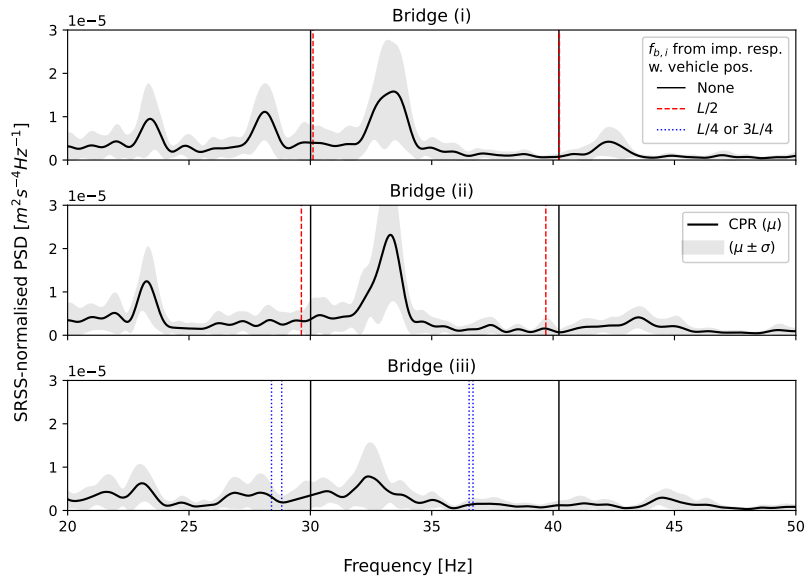 Bridge (i)
1e−5
3
2
1
0
f_{b,i} from imp. resp.
w. vehicle pos.
None
L/2
L/4 or 3L/4
Bridge (ii)
1e−5
3
2
1
0
CPR (μ)
(μ ± σ)
SRSS-normalised PSD [m²s⁻⁴Hz⁻¹]
Bridge (iii)
1e−5
3
2
1
0
20 25 30 35 40 45 50
Frequency [Hz]